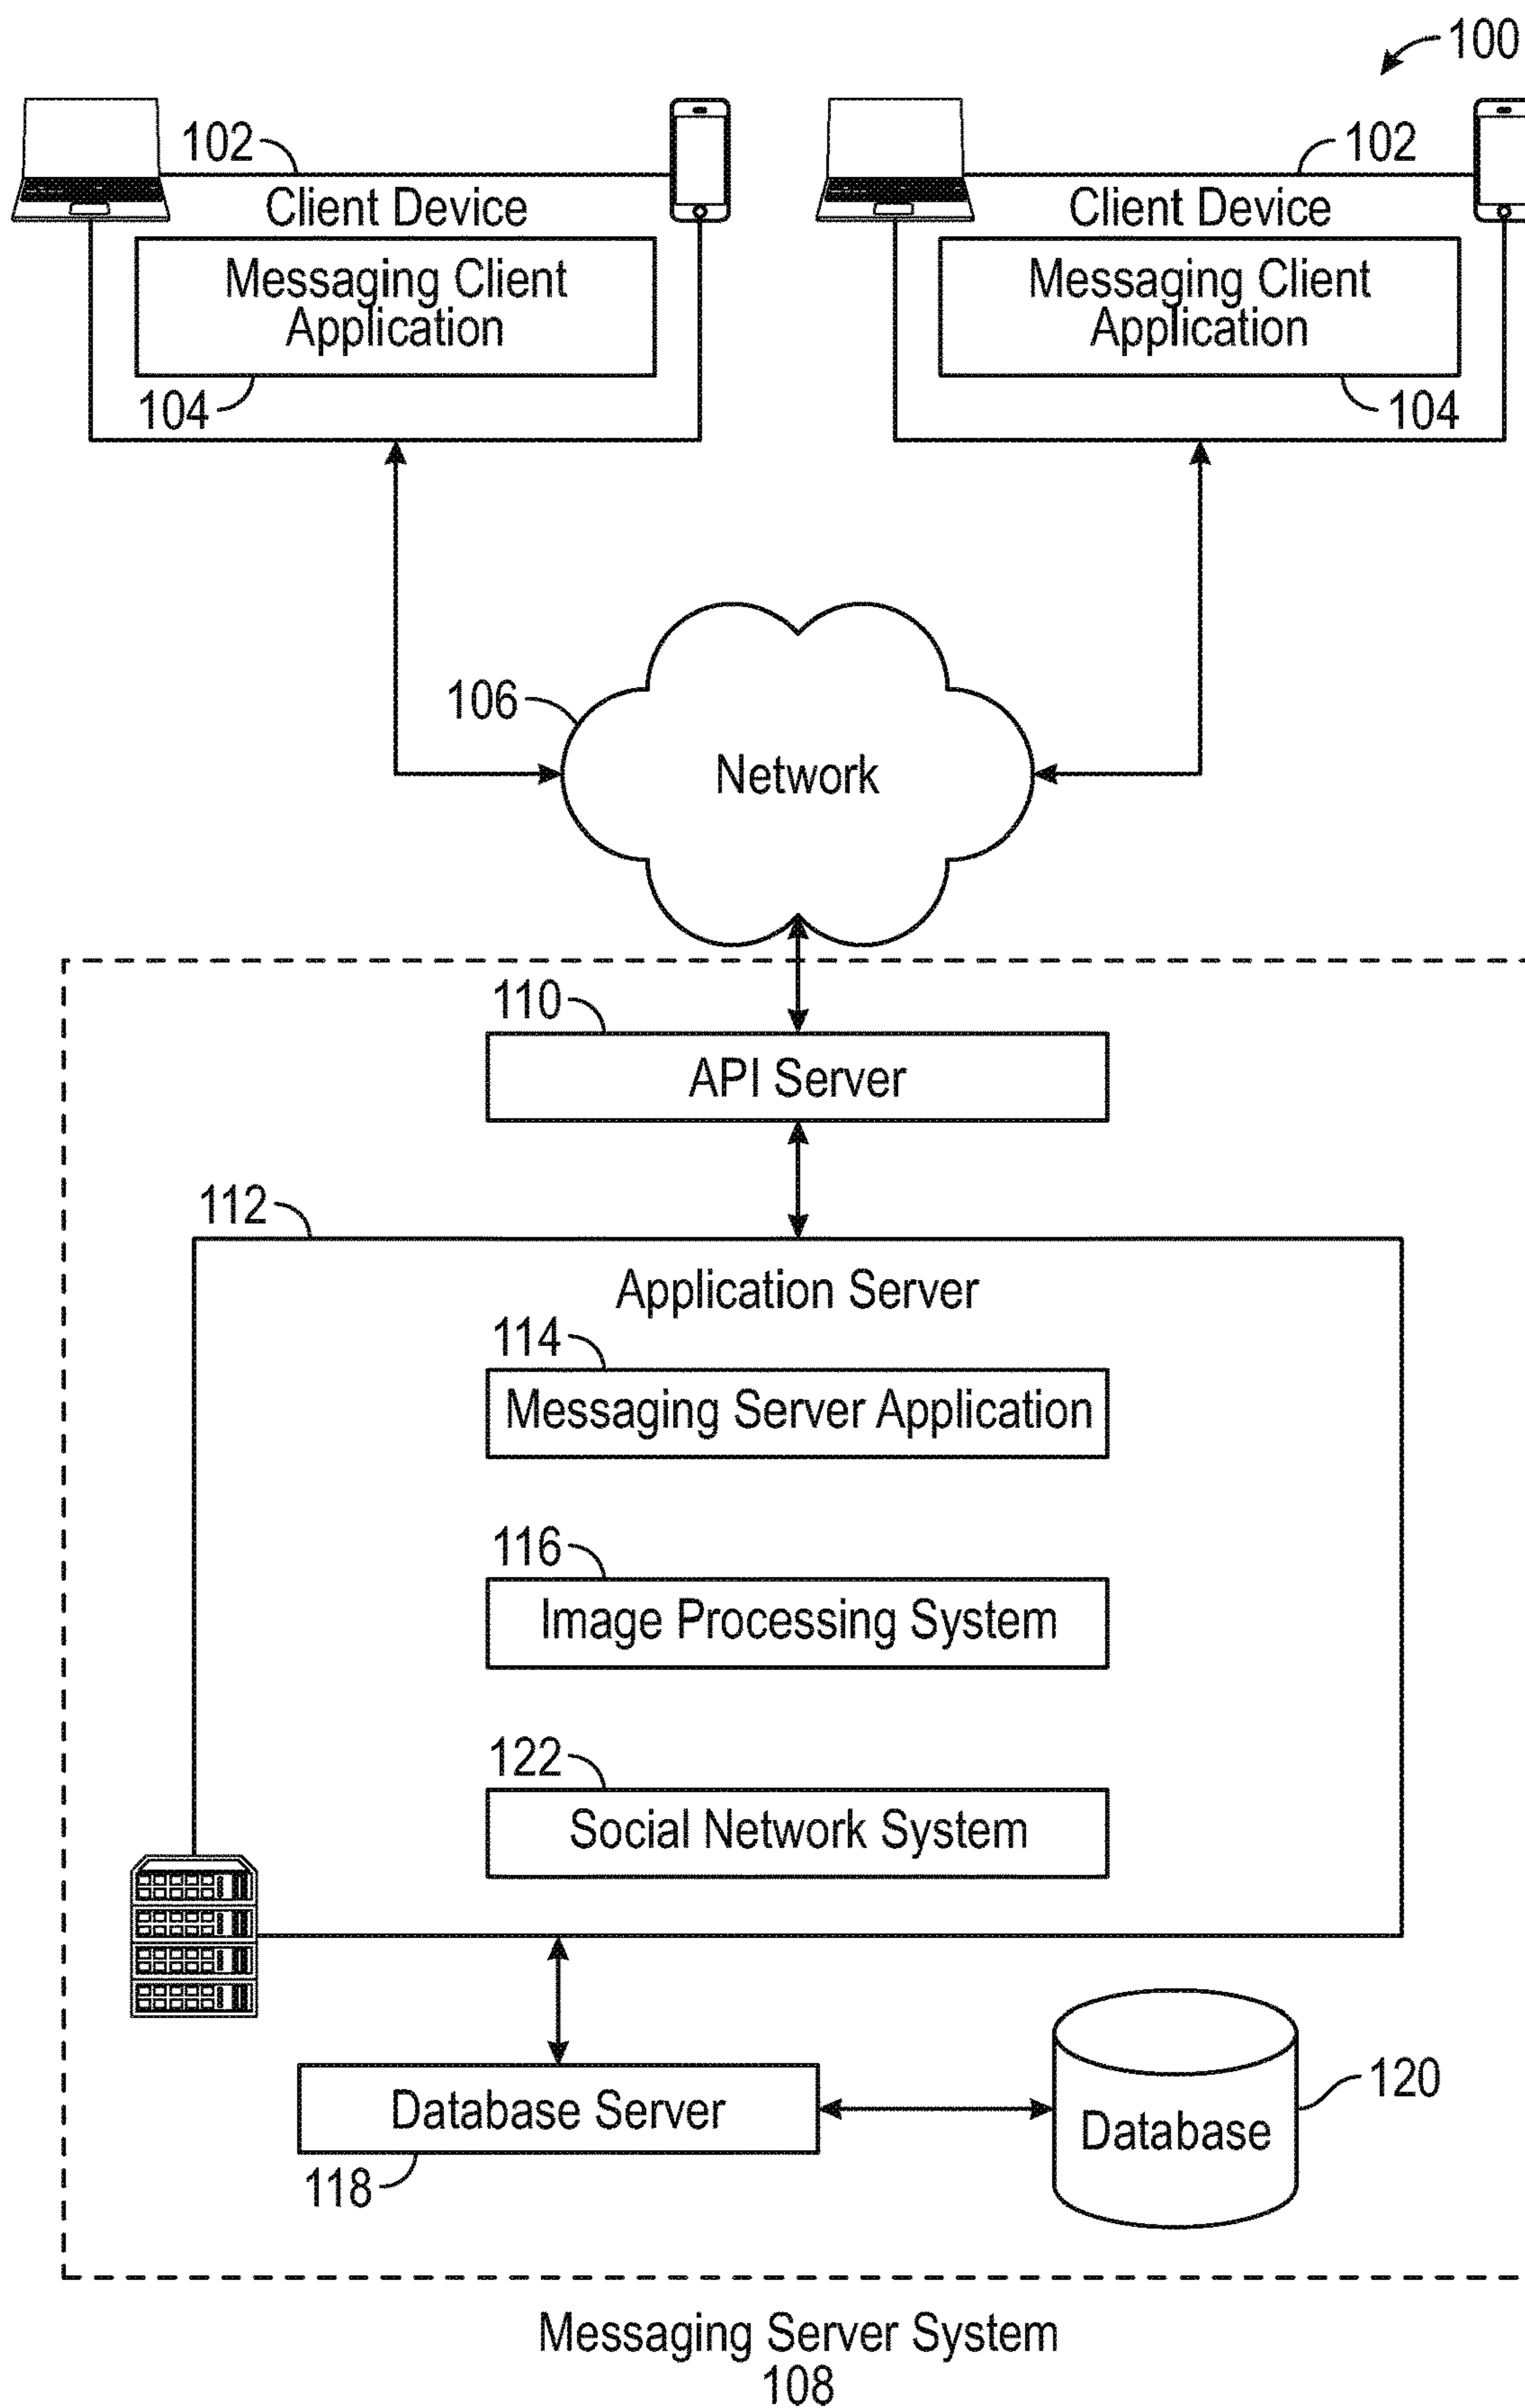 100
102
102
Client Device
Client Device
Messaging Client
Application
Messaging Client
Application
104
104
106
Network
110
API Server
112
Application Server
114
Messaging Server Application
116
Image Processing System
122
Social Network System
Database Server
118
Database
120
Messaging Server System
108